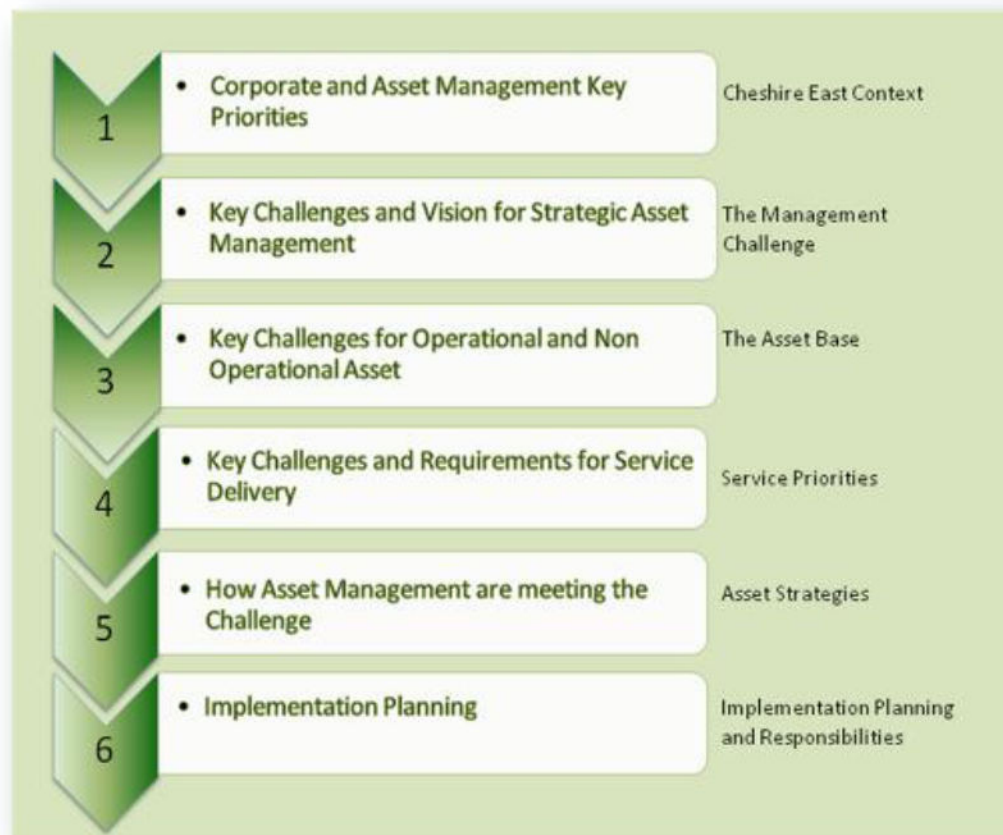 1
• Corporate and Asset Management Key
Priorities
Cheshire East Context
2
• Key Challenges and Vision for Strategic Asset
Management
The Management
Challenge
3
• Key Challenges for Operational and Non
Operational Asset
The Asset Base
4
• Key Challenges and Requirements for Service
Delivery
Service Priorities
5
• How Asset Management are meeting the
Challenge
Asset Strategies
6
• Implementation Planning
Implementation Planning
and Responsibilities